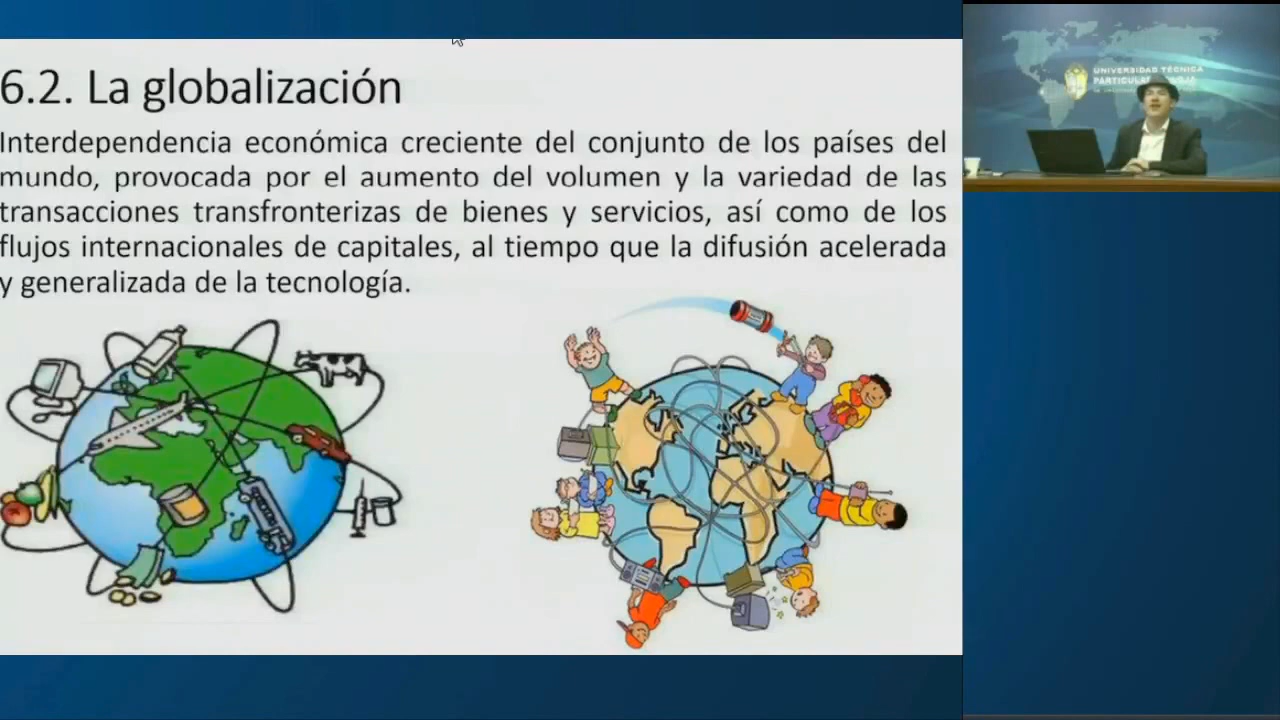 6.2. La globalización
Interdependencia económica creciente del conjunto de los países del
mundo, provocada por el aumento del volumen y la variedad de las
transacciones transfronterizas de bienes y servicios, así como de los
flujos internacionales de capitales, al tiempo que la difusión acelerada
y generalizada de la tecnología.
UNIVERSIDAD TÉCNICA